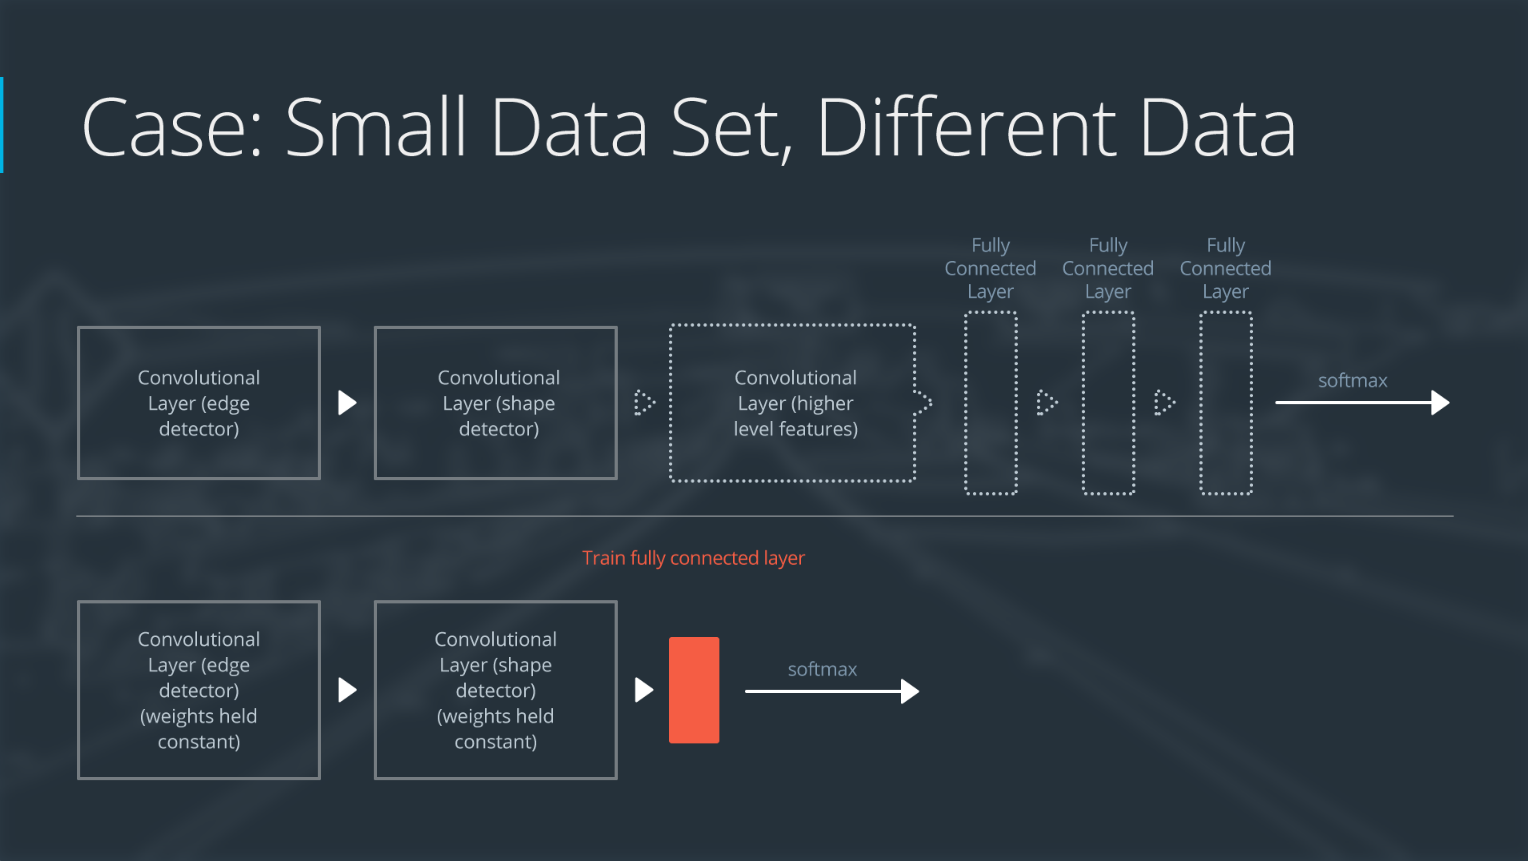 Case: Small Data Set, Different Data
Fully
Connected
Layer
Fully
Connected
Layer
Fully
Connected
Layer
Convolutional
Layer (edge
detector)
Convolutional
Layer (shape
detector)
Convolutional
Layer (higher
level features)
softmax
Train fully connected layer
Convolutional
Layer (edge
detector)
(weights held
constant)
Convolutional
Layer (shape
detector)
(weights held
constant)
softmax